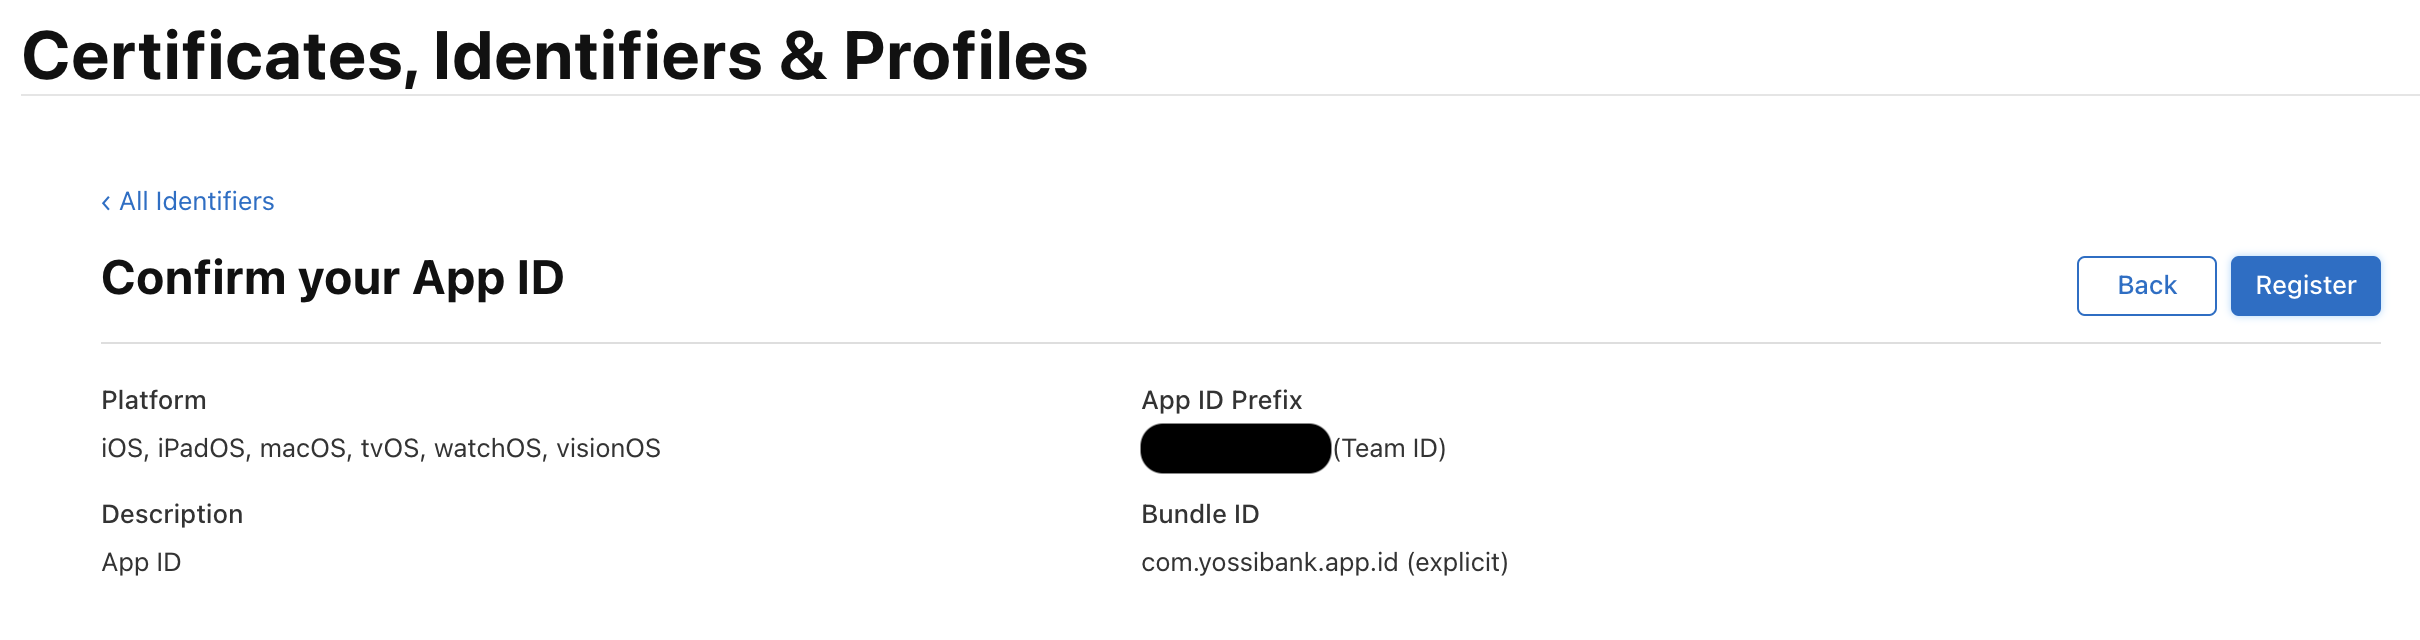 Certificates, Identifiers & Profiles
‹ All Identifiers
Confirm your App ID
Back
Register
Platform
iOS, iPadOS, macOS, tvOS, watchOS, visionOS
App ID Prefix
(Team ID)
Description
App ID
Bundle ID
com.yossibank.app.id (explicit)